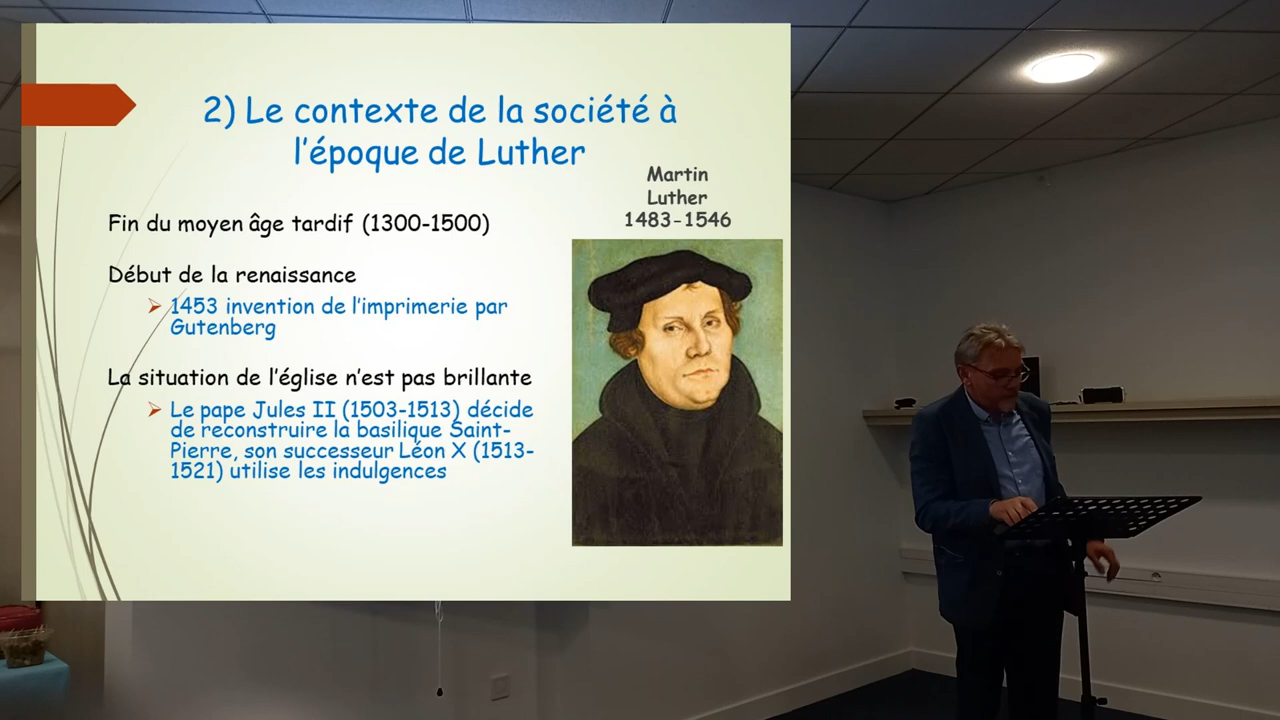 2) Le contexte de la société à
l'époque de Luther
Martin
Luther
1483-1546
Fin du moyen âge tardif (1300-1500)
Début de la renaissance
1453 invention de l'imprimerie par
Gutenberg
La situation de l'église n'est pas brillante
Le pape Jules II (1503-1513) décide
de reconstruire la basilique Saint-
Pierre, son successeur Léon X (1513-
1521) utilise les indulgences